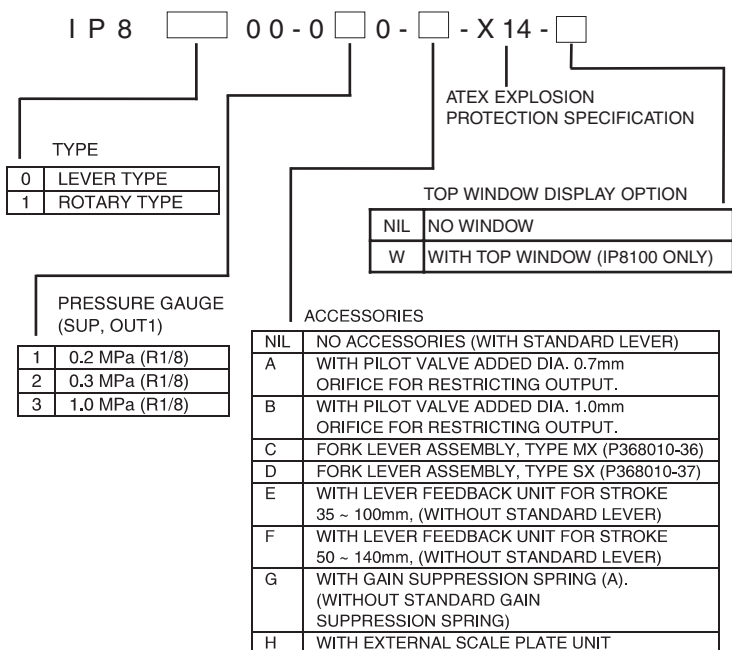 IP8 00-0 0- -X14-
ATEX EXPLOSION
PROTECTION SPECIFICATION
TYPE
0 LEVER TYPE
1 ROTARY TYPE
TOP WINDOW DISPLAY OPTION
NIL NO WINDOW
W WITH TOP WINDOW (IP8100 ONLY)
PRESSURE GAUGE
(SUP, OUT1)
1 0.2 MPa (R1/8)
2 0.3 MPa (R1/8)
3 1.0 MPa (R1/8)
ACCESSORIES
NIL NO ACCESSORIES (WITH STANDARD LEVER)
A WITH PILOT VALVE ADDED DIA. 0.7mm
ORIFICE FOR RESTRICTING OUTPUT.
B WITH PILOT VALVE ADDED DIA. 1.0mm
ORIFICE FOR RESTRICTING OUTPUT.
C FORK LEVER ASSEMBLY, TYPE MX (P368010-36)
D FORK LEVER ASSEMBLY, TYPE SX (P368010-37)
E WITH LEVER FEEDBACK UNIT FOR STROKE
35 ~ 100mm, (WITHOUT STANDARD LEVER)
F WITH LEVER FEEDBACK UNIT FOR STROKE
50 ~ 140mm, (WITHOUT STANDARD LEVER)
G WITH GAIN SUPPRESSION SPRING (A).
(WITHOUT STANDARD GAIN
SUPPRESSION SPRING)
H WITH EXTERNAL SCALE PLATE UNIT